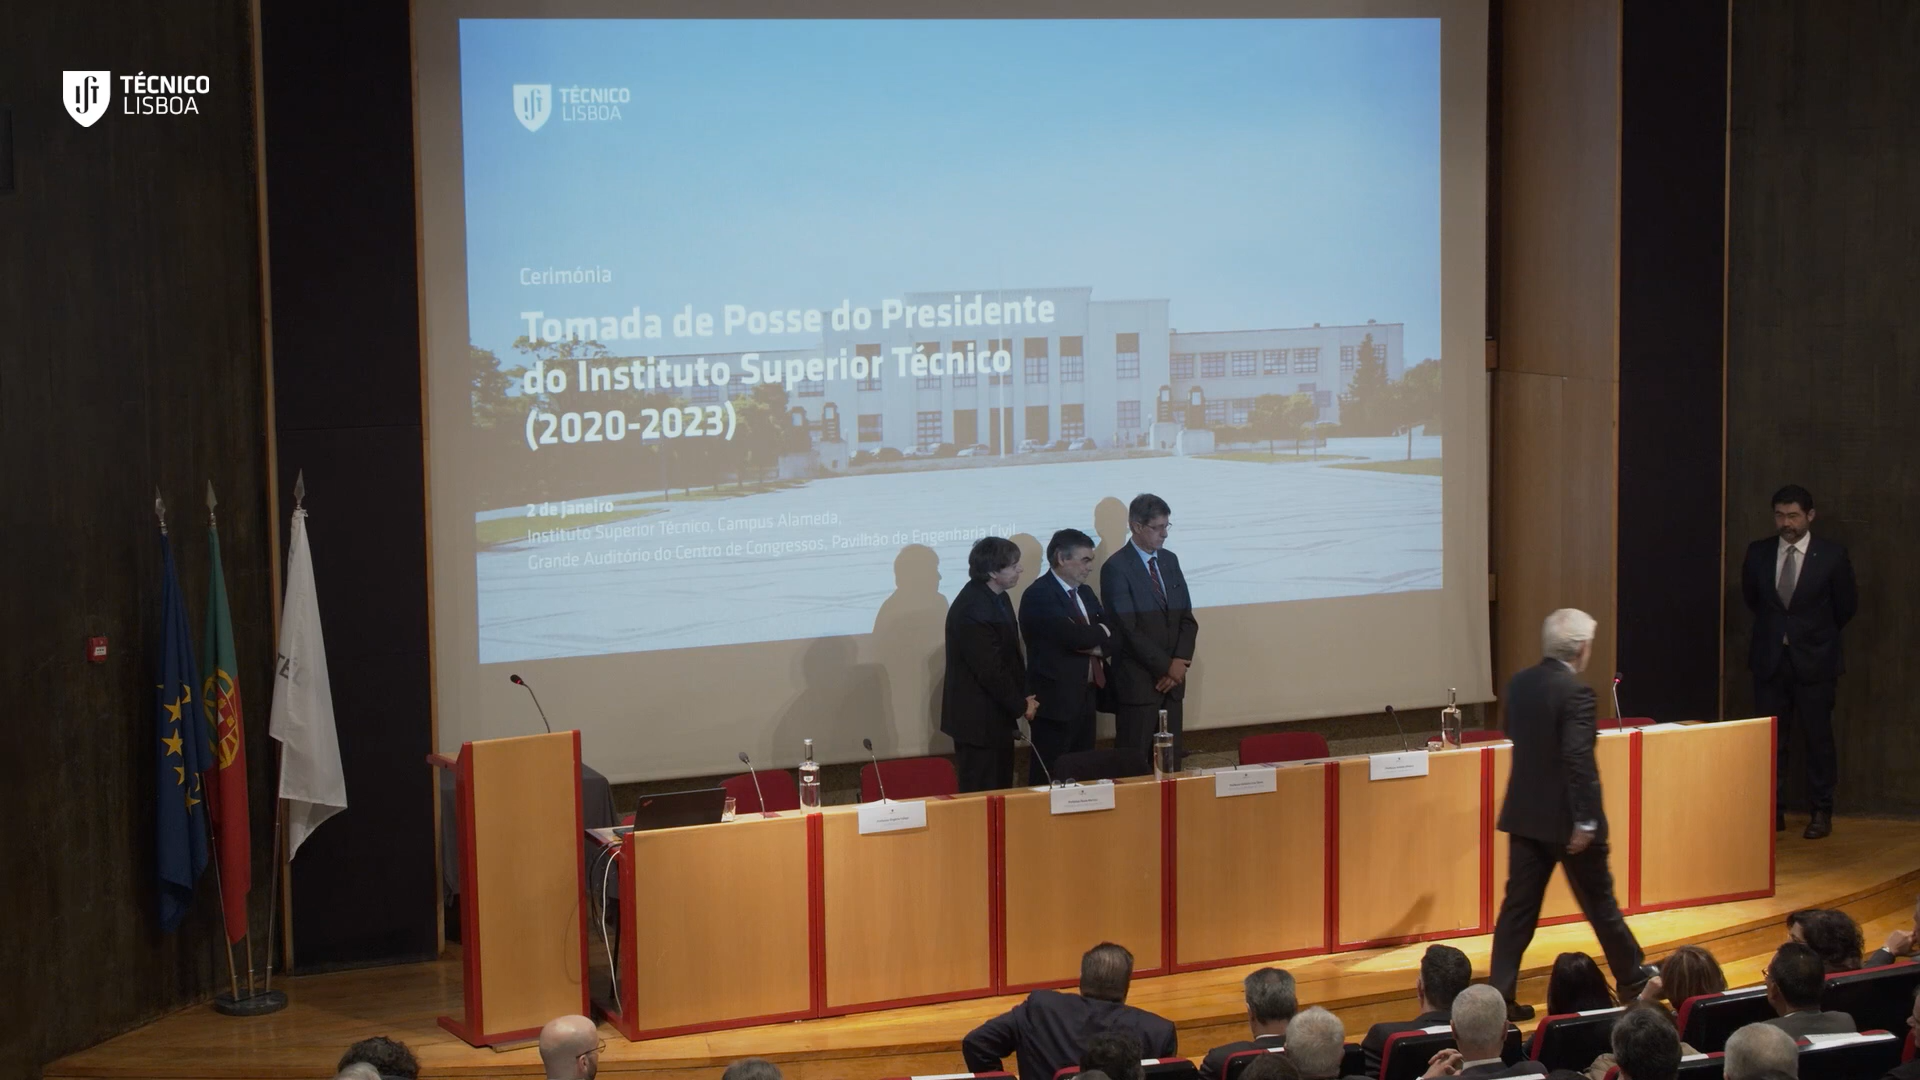 TÉCNICO
LISBOA
TÉCNICO
LISBOA
Cerimónia
Tomada de Posse do Presidente
do Instituto Superior Técnico
(2020-2023)
2 de janeiro
Instituto Superior Técnico, Campus Alameda,
Grande Auditório do Centro de Congressos, Pavilhão de Engenharia Civil